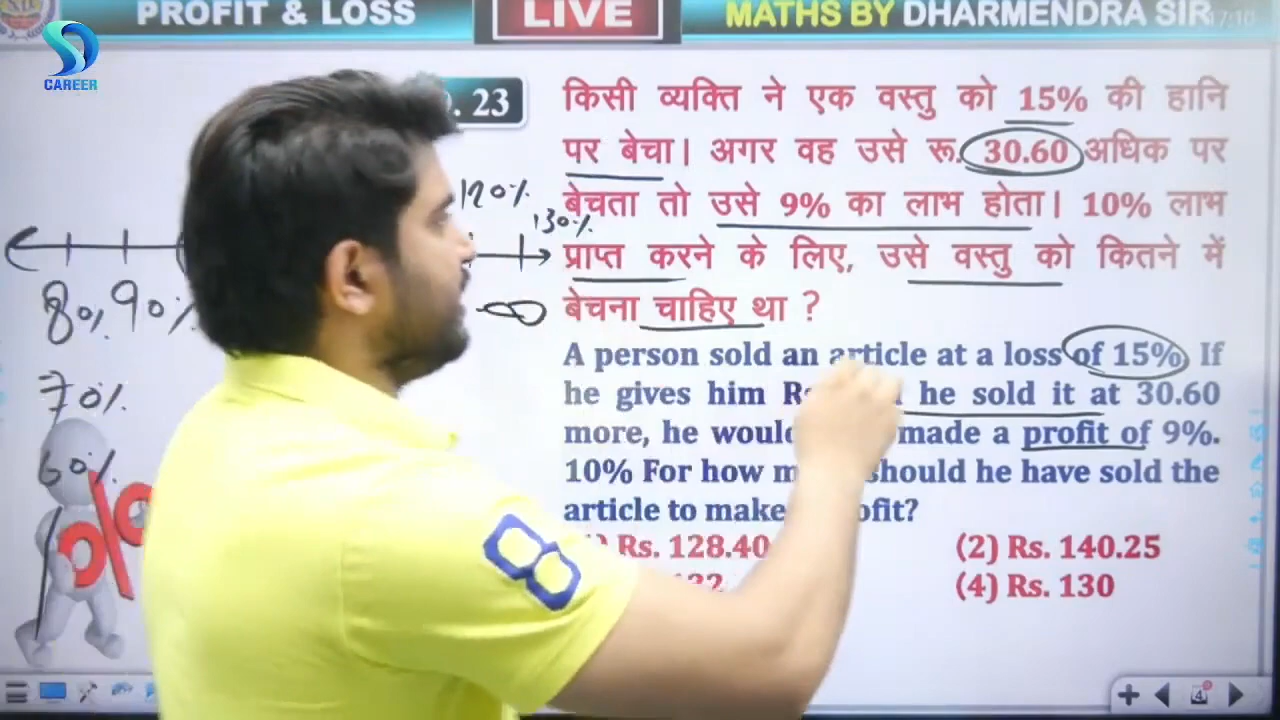 PROFIT & LOSS
LIVE
MATHS BY DHARMENDRA SIR
17:10
CAREER
23
किसी व्यक्ति ने एक वस्तु को 15% की हानि
पर बेचा। अगर वह उसे रू. 30.60 अधिक पर
बेचता तो उसे 9% का लाभ होता। 10% लाभ
प्राप्त करने के लिए, उसे वस्तु को कितने में
बेचना चाहिए था ?
120%
130%
80% 90%
∞
70%
60%
A person sold an article at a loss of 15% If
he gives him he sold it at 30.60
more, he made a profit of 9%.
10% For how should he have sold the
article to make
Rs. 128.40
(2) Rs. 140.25
(4) Rs. 130
8
%
4